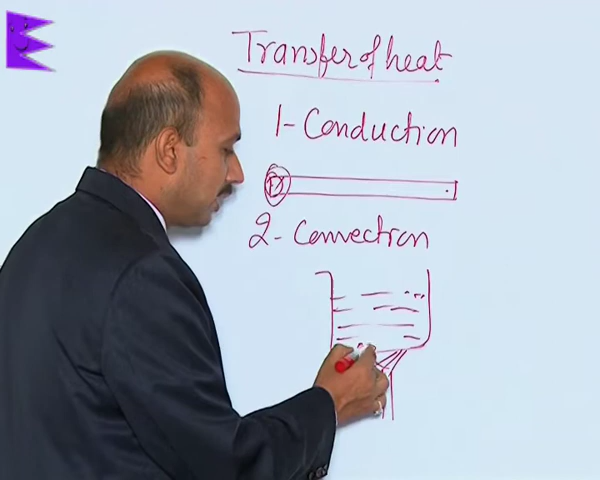 Transfer of heat
1- Conduction
2- Convection